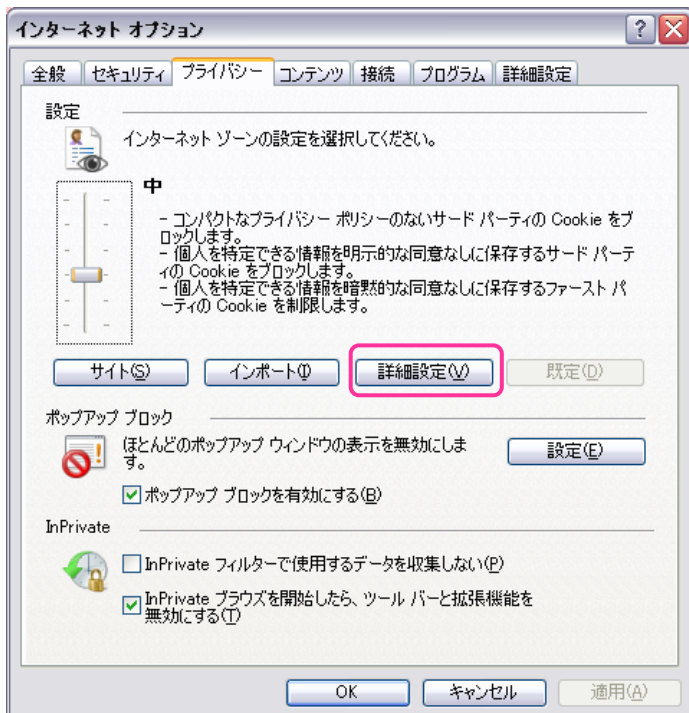 インターネット オプション
全般 セキュリティ プライバシー コンテンツ 接続 プログラム 詳細設定
設定
インターネット ゾーンの設定を選択してください。
中
- コンパクトなプライバシー ポリシーのないサード パーティの Cookie をブ
ロックします。
- 個人を特定できる情報を明示的な同意なしに保存するサード パーテ
ィの Cookie をブロックします。
- 個人を特定できる情報を暗黙的な同意なしに保存するファースト パ
ーティの Cookie を制限します。
サイト(S) インポート(I) 詳細設定(V) 既定(D)
ポップアップ ブロック
ほとんどのポップアップ ウィンドウの表示を無効にしま
す。
設定(E)
ポップアップ ブロックを有効にする(B)
InPrivate
InPrivate フィルターで使用するデータを収集しない(P)
InPrivate ブラウズを開始したら、ツール バーと拡張機能を
無効にする(T)
OK キャンセル 適用(A)